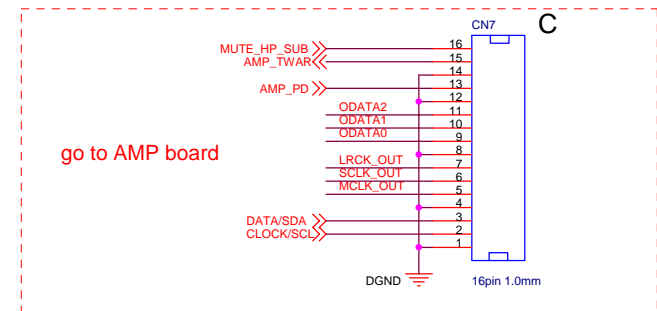 CN7 C
MUTE_HP_SUB 16
AMP_TWAR 15
14
AMP_PD 13
12
ODATA2 11
ODATA1 10
ODATA0 9
go to AMP board 8
LRCK_OUT 7
SCLK_OUT 6
MCLK_OUT 5
4
DATA/SDA 3
CLOCK/SCL 2
1
DGND 16pin 1.0mm